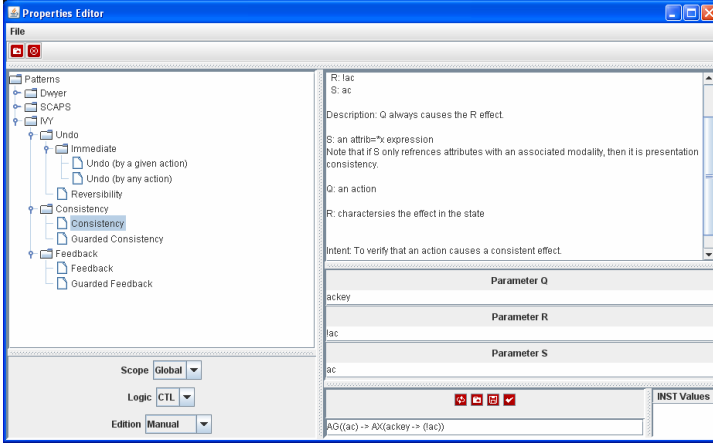 Properties Editor
File
Patterns
Dwyer
SCAPS
IVY
Undo
Immediate
Undo (by a given action)
Undo (by any action)
Reversibility
Consistency
Consistency
Guarded Consistency
Feedback
Feedback
Guarded Feedback
Scope Global
Logic CTL
Edition Manual
R: !ac
S: ac
Description: Q always causes the R effect.
S: an attrib=*x expression
Note that if S only refrences attributes with an associated modality, then it is presentation
consistency.
Q: an action
R: charactersies the effect in the state
Intent: To verify that an action causes a consistent effect.
Parameter Q
ackey
Parameter R
!ac
Parameter S
ac
INST Values
AG((ac) -> AX(ackey -> (!ac))